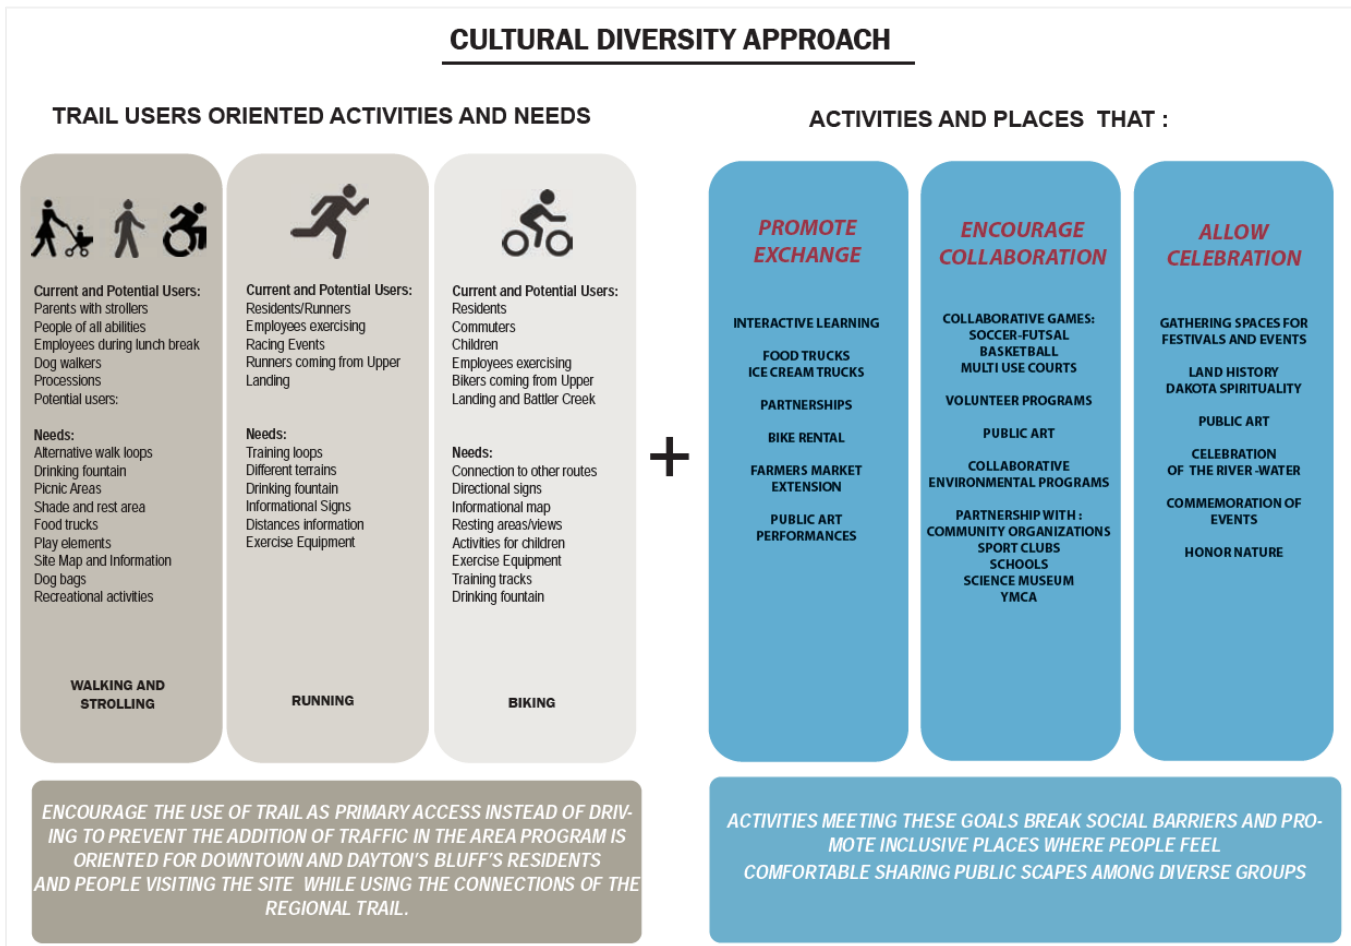 CULTURAL DIVERSITY APPROACH
TRAIL USERS ORIENTED ACTIVITIES AND NEEDS
Current and Potential Users:
Parents with strollers
People of all abilities
Employees during lunch break
Dog walkers
Processions
Potential users:
Needs:
Alternative walk loops
Drinking fountain
Picnic Areas
Shade and rest area
Food trucks
Play elements
Site Map and Information
Dog bags
Recreational activities
WALKING AND
STROLLING
Current and Potential Users:
Residents/Runners
Employees exercising
Racing Events
Runners coming from Upper
Landing
Needs:
Training loops
Different terrains
Drinking fountain
Informational Signs
Distances information
Exercise Equipment
RUNNING
Current and Potential Users:
Residents
Commuters
Children
Employees exercising
Bikers coming from Upper
Landing and Battler Creek
Needs:
Connection to other routes
Directional signs
Informational map
Resting areas/views
Activities for children
Exercise Equipment
Training tracks
Drinking fountain
BIKING
ENCOURAGE THE USE OF TRAIL AS PRIMARY ACCESS INSTEAD OF DRIV-
ING TO PREVENT THE ADDITION OF TRAFFIC IN THE AREA PROGRAM IS
ORIENTED FOR DOWNTOWN AND DAYTON'S BLUFF'S RESIDENTS
AND PEOPLE VISITING THE SITE WHILE USING THE CONNECTIONS OF THE
REGIONAL TRAIL.
+
ACTIVITIES AND PLACES THAT :
PROMOTE
EXCHANGE
INTERACTIVE LEARNING
FOOD TRUCKS
ICE CREAM TRUCKS
PARTNERSHIPS
BIKE RENTAL
FARMERS MARKET
EXTENSION
PUBLIC ART
PERFORMANCES
ENCOURAGE
COLLABORATION
COLLABORATIVE GAMES:
SOCCER-FUTSAL
BASKETBALL
MULTI USE COURTS
VOLUNTEER PROGRAMS
PUBLIC ART
COLLABORATIVE
ENVIRONMENTAL PROGRAMS
PARTNERSHIP WITH :
COMMUNITY ORGANIZATIONS
SPORT CLUBS
SCHOOLS
SCIENCE MUSEUM
YMCA
ALLOW
CELEBRATION
GATHERING SPACES FOR
FESTIVALS AND EVENTS
LAND HISTORY
DAKOTA SPIRITUALITY
PUBLIC ART
CELEBRATION
OF THE RIVER -WATER
COMMEMORATION OF
EVENTS
HONOR NATURE
ACTIVITIES MEETING THESE GOALS BREAK SOCIAL BARRIERS AND PRO-
MOTE INCLUSIVE PLACES WHERE PEOPLE FEEL
COMFORTABLE SHARING PUBLIC SCAPES AMONG DIVERSE GROUPS